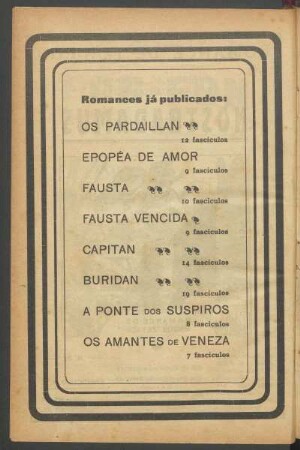 Romances já publicados:
OS PARDAILLAN
12 fasciculos
EPOPÉA DE AMOR
9 fasciculos
FAUSTA
10 fasciculos
FAUSTA VENCIDA
9 fasciculos
CAPITAN
14 fasciculos
BURIDAN
19 fasciculos
A PONTE DOS SUSPIROS
8 fasciculos
OS AMANTES DE VENEZA
7 fasciculos